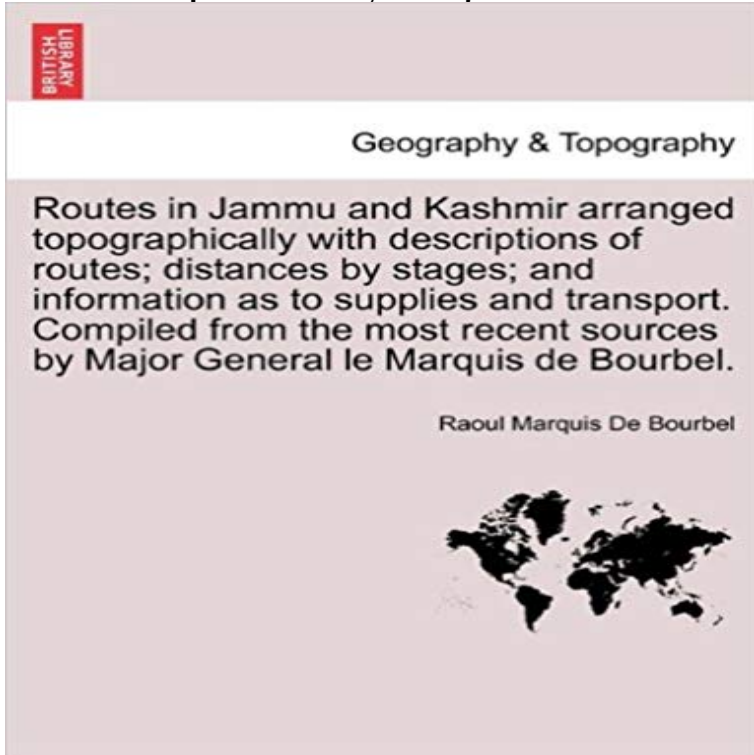 BRITISH
LIBRARY
Geography & Topography
Routes in Jammu and Kashmir arranged
topographically with descriptions of
routes; distances by stages; and
information as to supplies and transport.
Compiled from the most recent sources
by Major General le Marquis de Bourbel.
Raoul Marquis De Bourbel